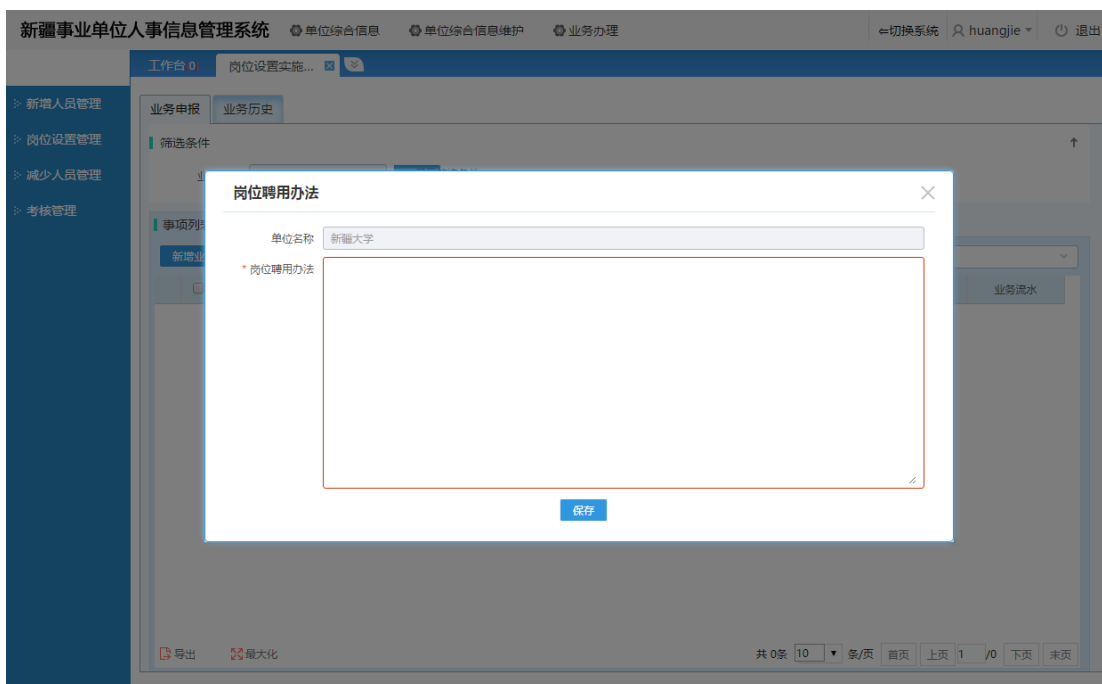 新疆事业单位人事信息管理系统 单位综合信息 单位综合信息维护 业务办理 ⇐切换系统 huangjie 退出
工作台 0 岗位设置实施...
新增人员管理
岗位设置管理
减少人员管理
考核管理
业务申报 业务历史
筛选条件
岗位聘用办法
事项列
单位名称 新疆大学
新增业
* 岗位聘用办法
业务流水
保存
导出 最大化 共 0条 10 条/页 首页 上页 1 /0 下页 末页